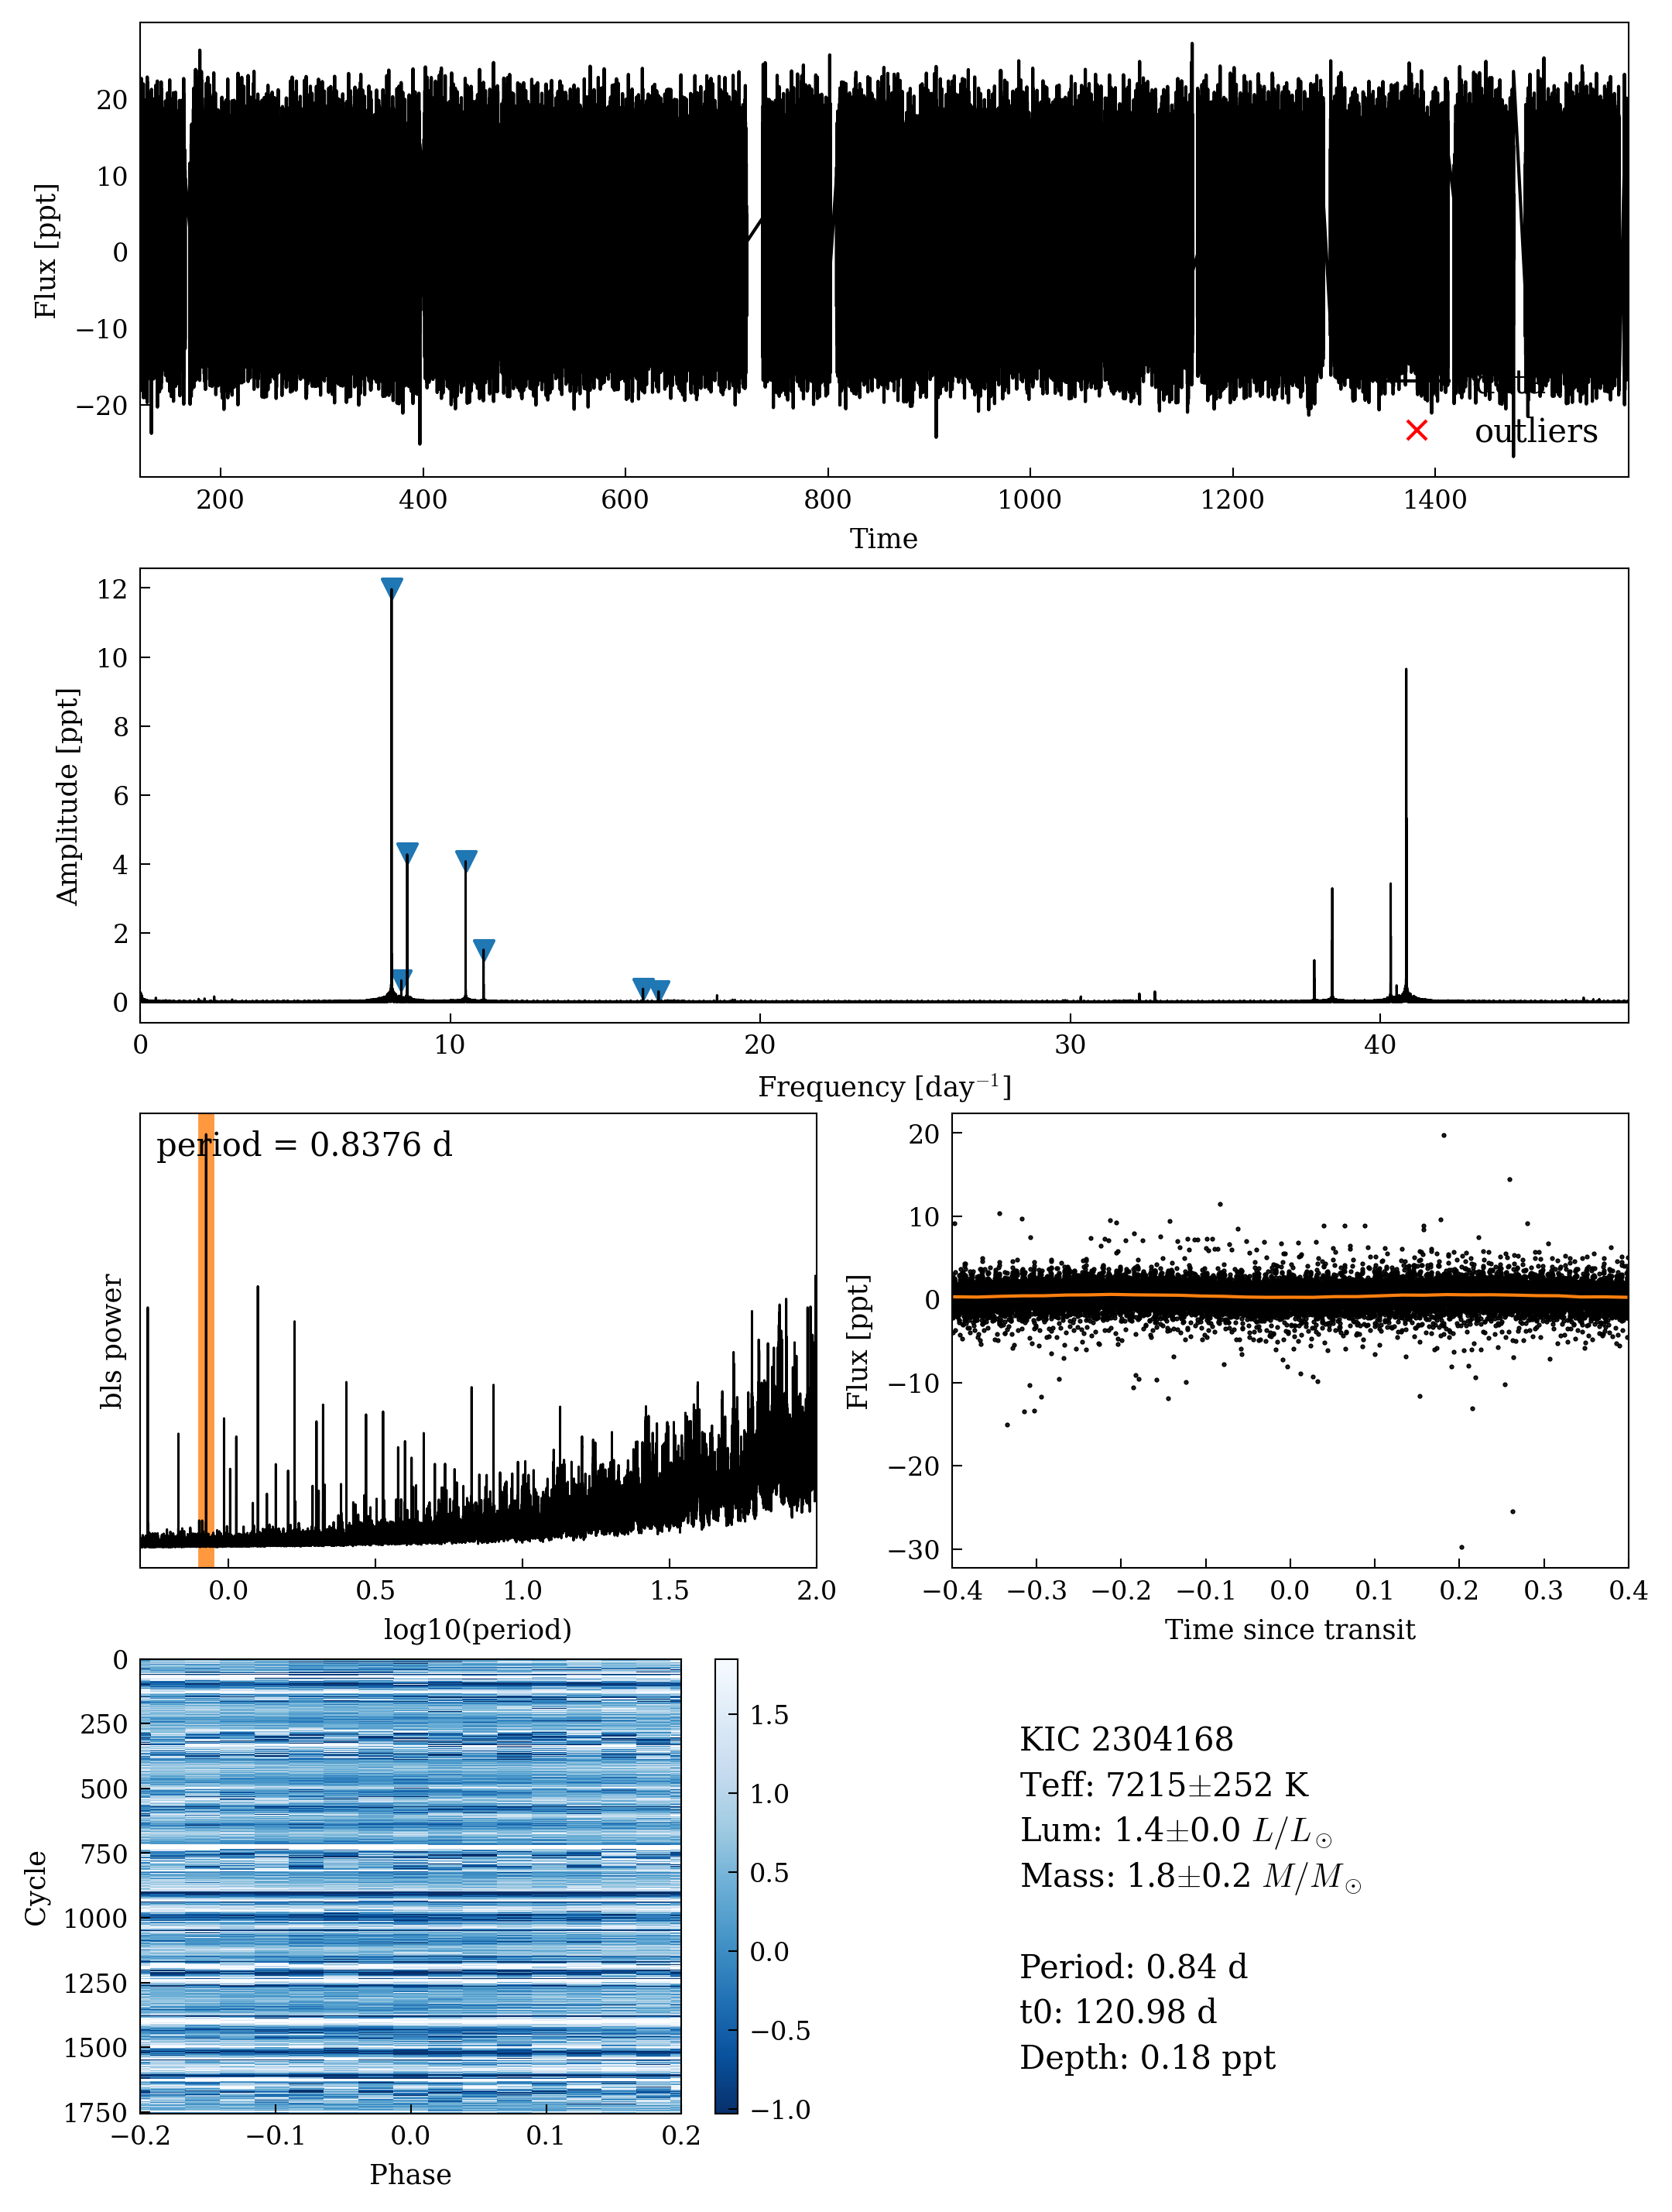 20
10
0
−10
−20
Flux [ppt]
outliers
200 400 600 800 1000 1200 1400
Time
12
10
8
6
4
2
0
Amplitude [ppt]
0 10 20 30 40
Frequency [day⁻¹]
period = 0.8376 d
bls power
0.0 0.5 1.0 1.5 2.0
log10(period)
20
10
0
−10
−20
−30
Flux [ppt]
−0.4 −0.3 −0.2 −0.1 0.0 0.1 0.2 0.3 0.4
Time since transit
0
250
500
750
1000
1250
1500
1750
Cycle
−0.2 −0.1 0.0 0.1 0.2
Phase
1.5
1.0
0.5
0.0
−0.5
−1.0
KIC 2304168
Teff: 7215±252 K
Lum: 1.4±0.0 L/L⊙
Mass: 1.8±0.2 M/M⊙
Period: 0.84 d
t0: 120.98 d
Depth: 0.18 ppt